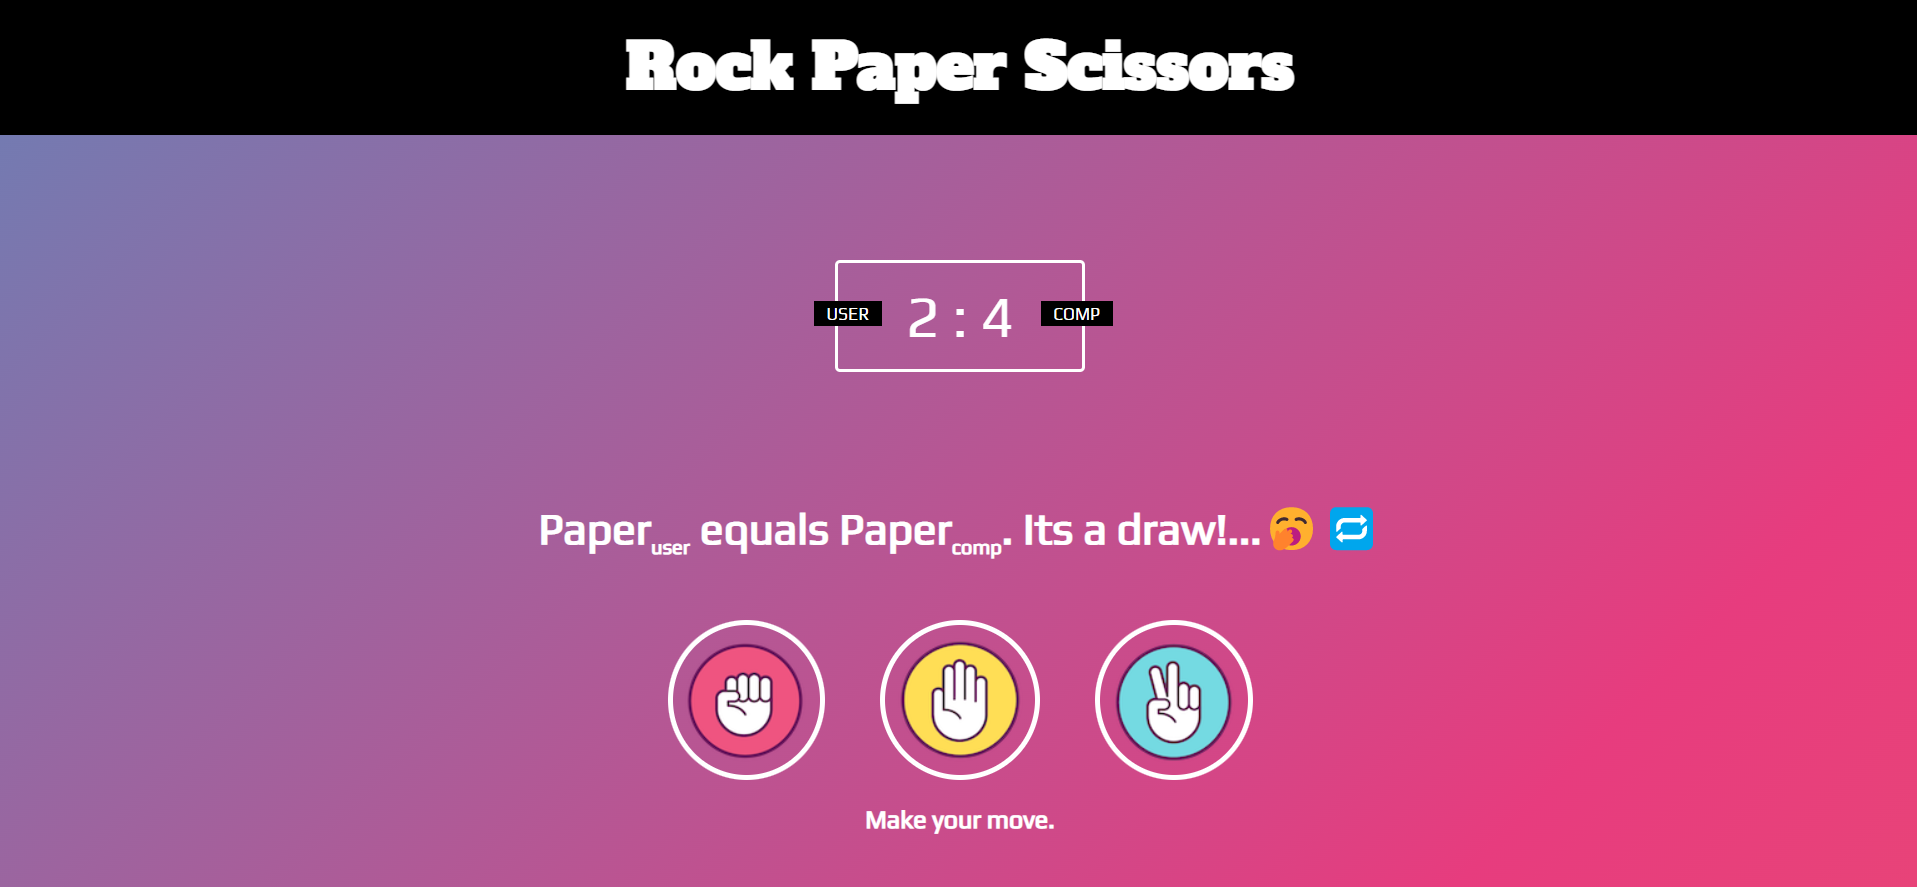 Rock Paper Scissors
USER 2 : 4 COMP
Paperuser equals Papercomp. Its a draw!... 🥱 🔁
Make your move.